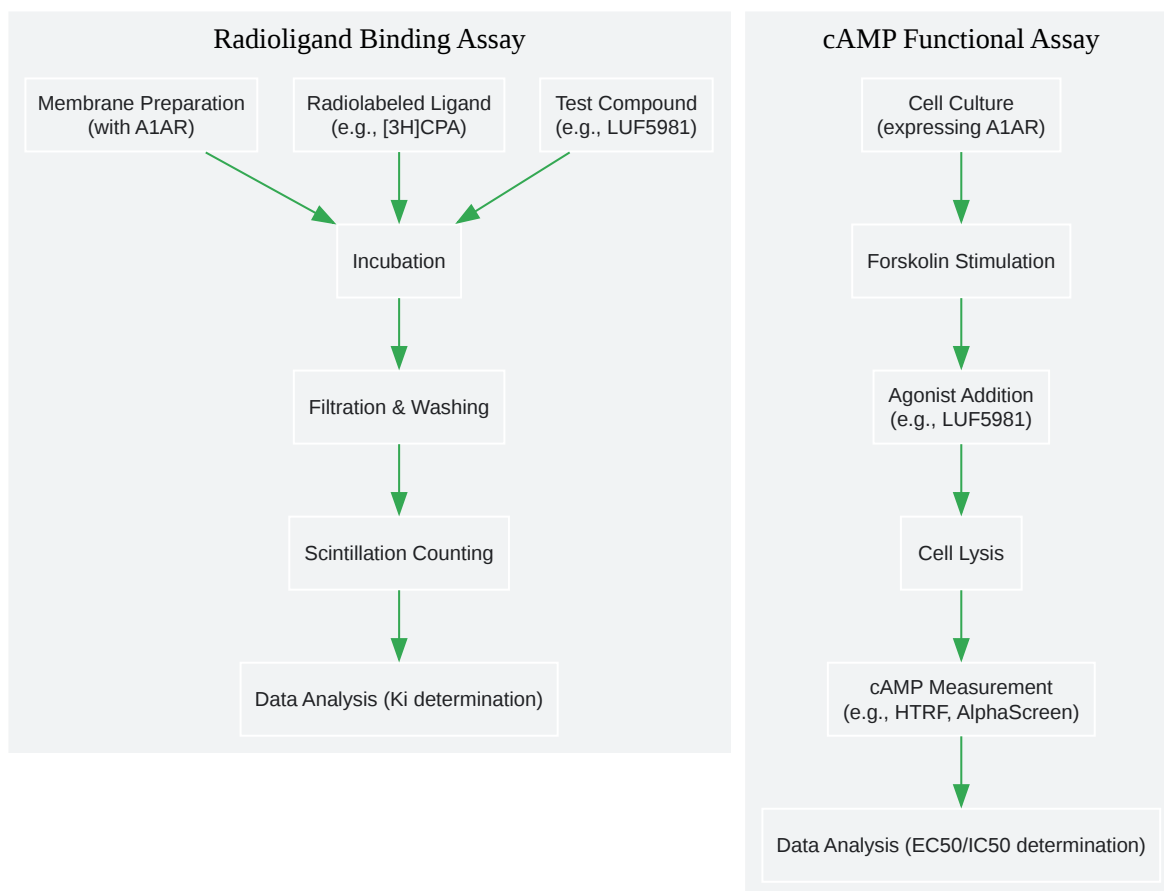 Radioligand Binding Assay
Membrane Preparation
(with A1AR)
Radiolabeled Ligand
(e.g., [3H]CPA)
Test Compound
(e.g., LUF5981)
Incubation
Filtration & Washing
Scintillation Counting
Data Analysis (Ki determination)
cAMP Functional Assay
Cell Culture
(expressing A1AR)
Forskolin Stimulation
Agonist Addition
(e.g., LUF5981)
Cell Lysis
cAMP Measurement
(e.g., HTRF, AlphaScreen)
Data Analysis (EC50/IC50 determination)